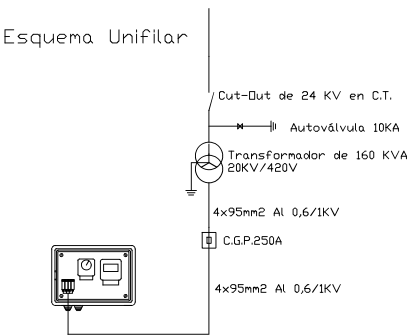 Esquema Unifilar
Cut-Out de 24 KV en C.T.
Autoválvula 10KA
Transformador de 160 KVA
20KV/420V
4x95mm2 Al 0,6/1KV
C.G.P.250A
4x95mm2 Al 0,6/1KV